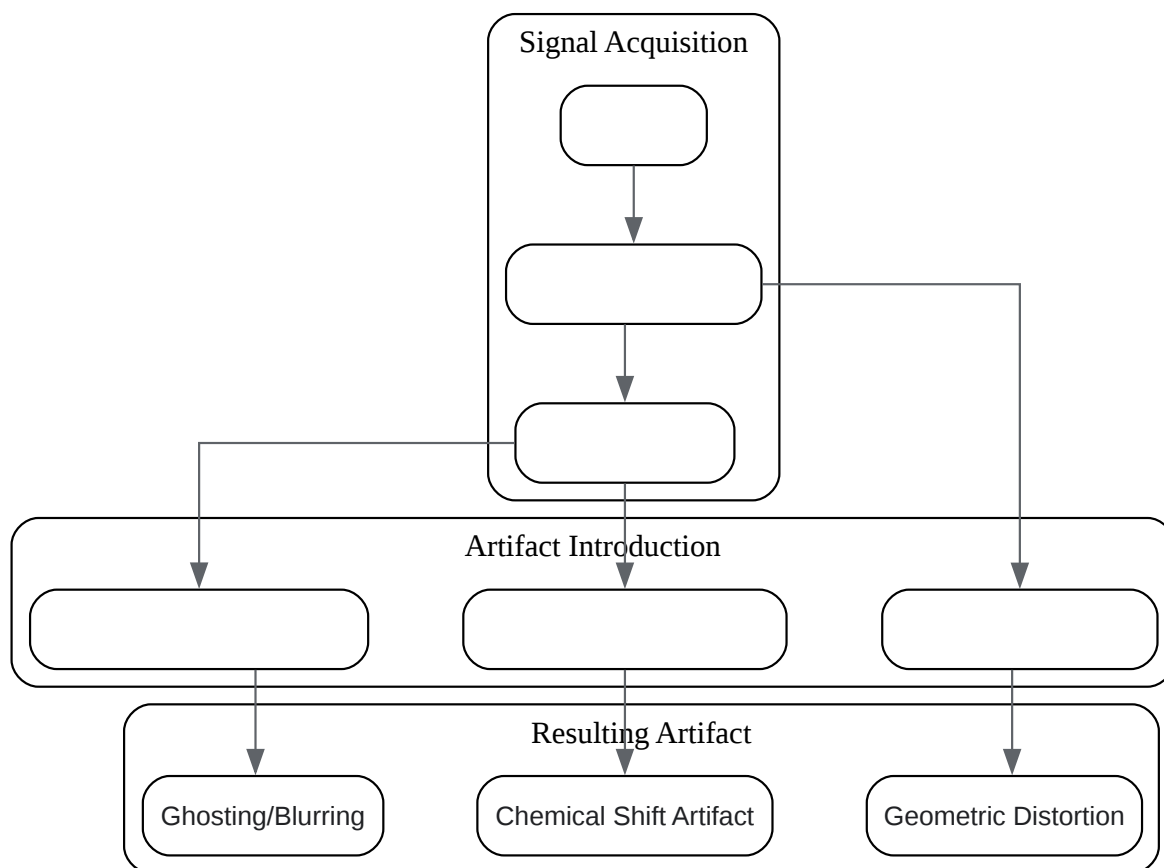 Signal Acquisition
Artifact Introduction
Resulting Artifact
Ghosting/Blurring
Chemical Shift Artifact
Geometric Distortion